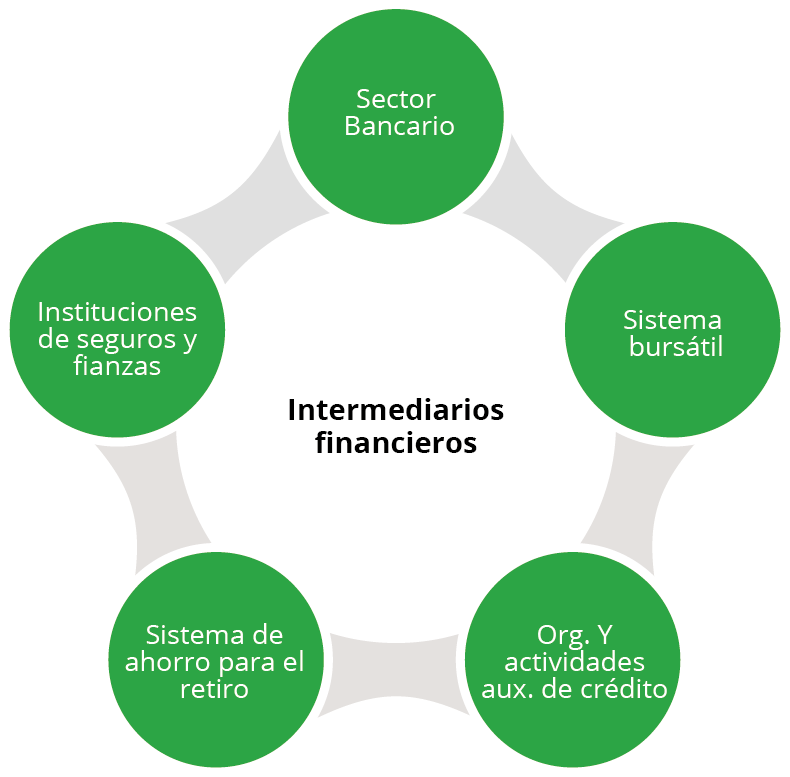 Sector
Bancario
Instituciones
de seguros y
fianzas
Sistema
bursátil
Intermediarios
financieros
Sistema de
ahorro para el
retiro
Org. Y
actividades
aux. de crédito